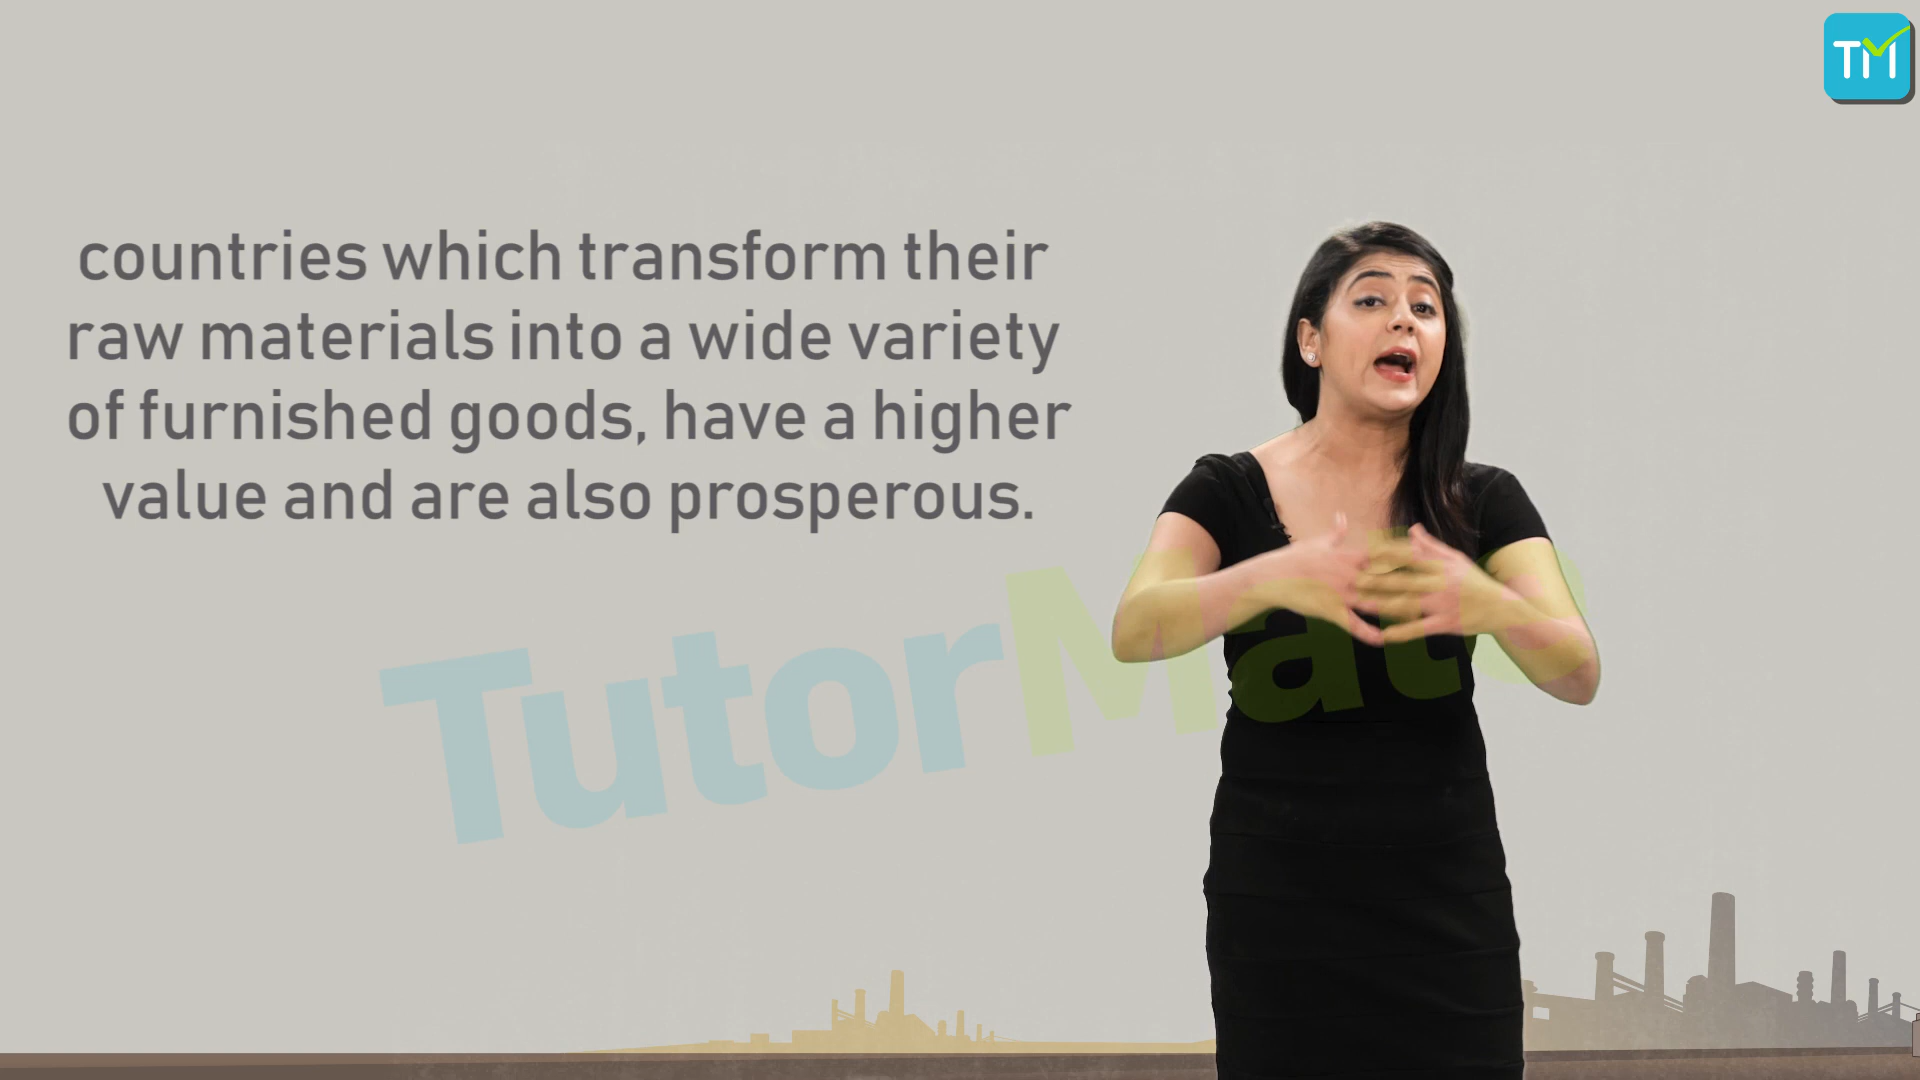 TM
countries which transform their
raw materials into a wide variety
of furnished goods, have a higher
value and are also prosperous.
TutorMate